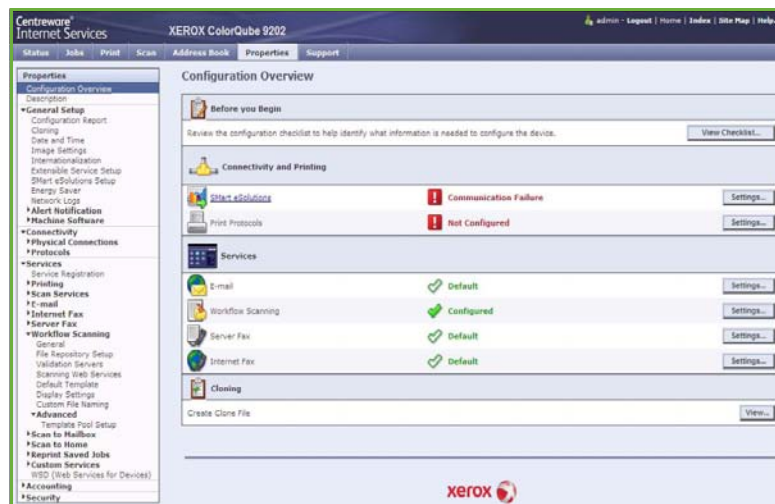 Centreware®
Internet Services
XEROX ColorQube 9202
admin - Logout | Home | Index | Site Map | Help
Status Jobs Print Scan Address Book Properties Support
Properties
Configuration Overview
Description
General Setup
Configuration Report
Cloning
Date and Time
Image Settings
Internationalization
Extensible Service Setup
SMart eSolutions Setup
Energy Saver
Network Logs
Alert Notification
Machine Software
Connectivity
Physical Connections
Protocols
Services
Service Registration
Printing
Scan Services
E-mail
Internet Fax
Server Fax
Workflow Scanning
General
File Repository Setup
Validation Servers
Scanning Web Services
Default Template
Display Settings
Custom File Naming
Advanced
Template Pool Setup
Scan to Mailbox
Scan to Home
Reprint Saved Jobs
Custom Services
WSD (Web Services for Devices)
Accounting
Security
Configuration Overview
Before you Begin
Review the configuration checklist to help identify what information is needed to configure the device.
View Checklist...
Connectivity and Printing
SMart eSolutions Communication Failure Settings...
Print Protocols Not Configured Settings...
Services
E-mail Default Settings...
Workflow Scanning Configured Settings...
Server Fax Default Settings...
Internet Fax Default Settings...
Cloning
Create Clone File View...
xerox